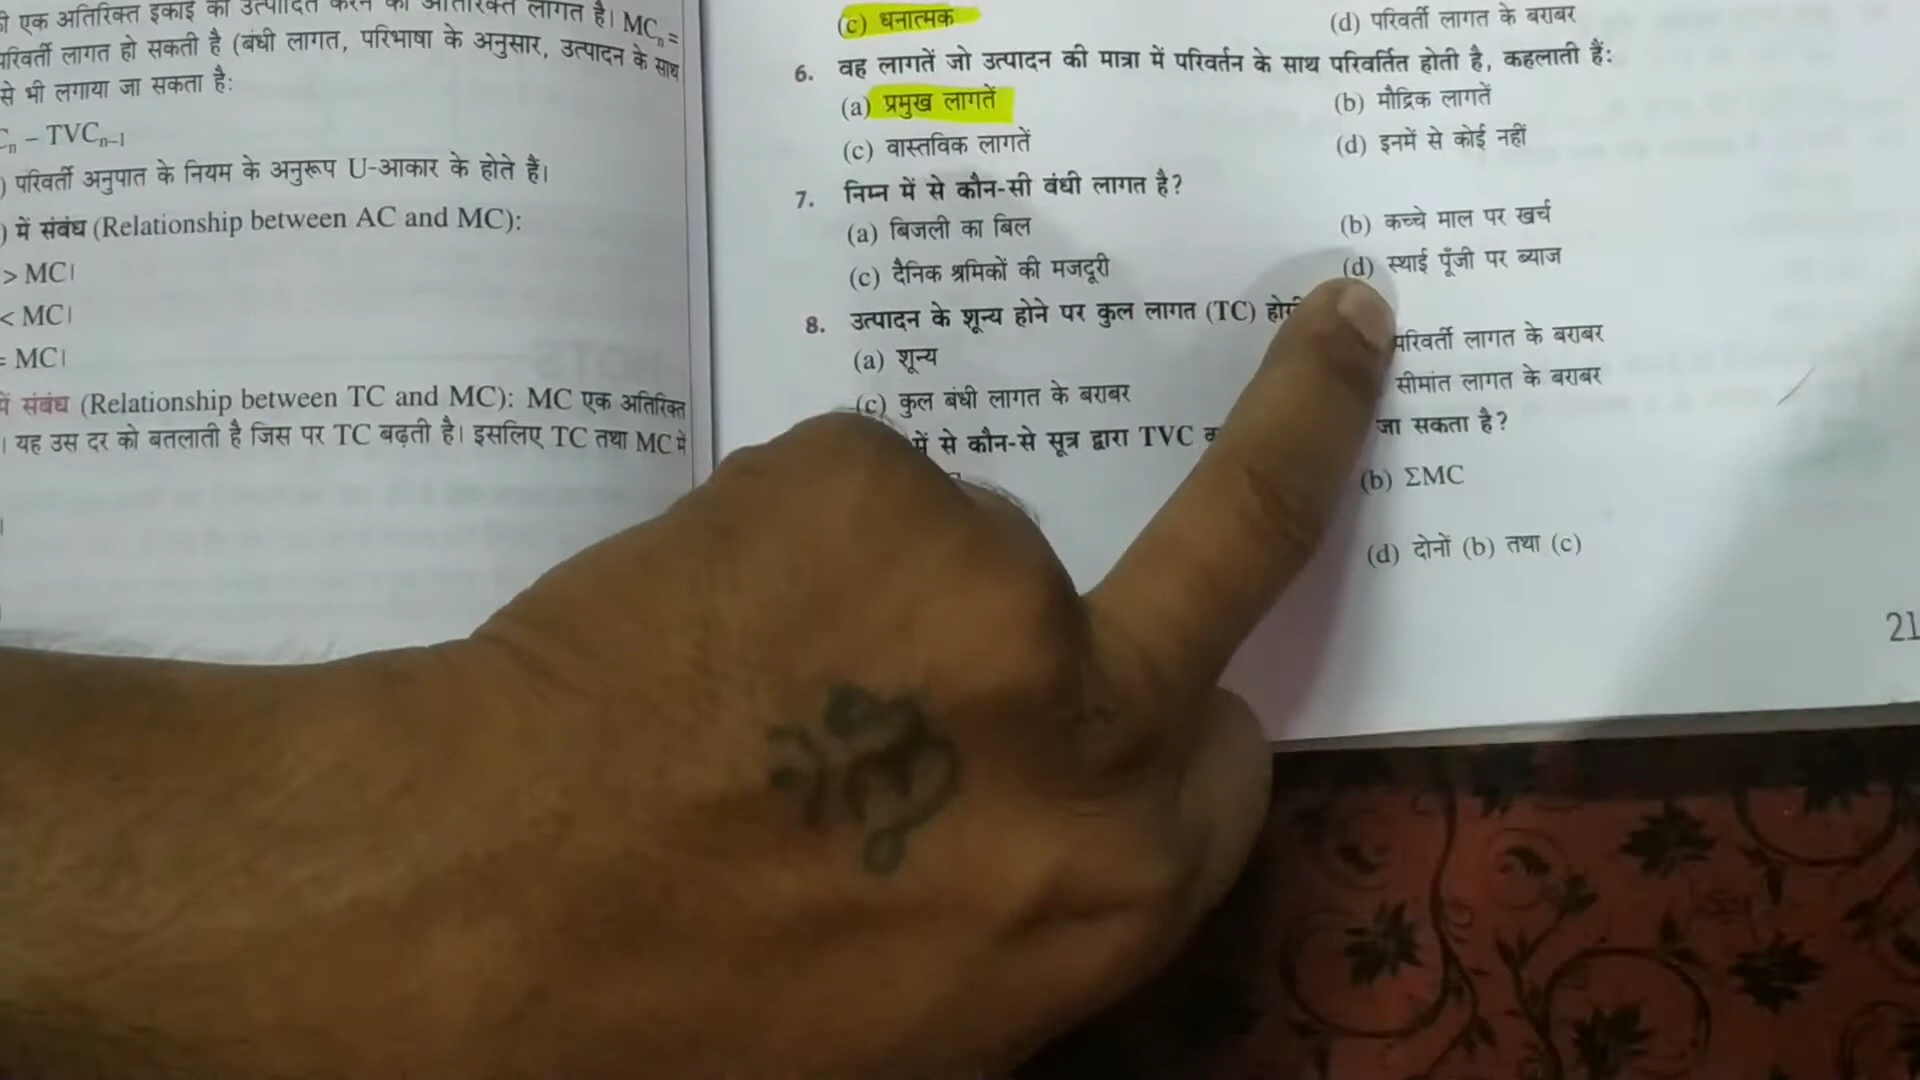 एक अतिरिक्त इकाई को उत्पादित करने की अतिरिक्त लागत है। MCn =
परिवर्ती लागत हो सकती है (बंधी लागत, परिभाषा के अनुसार, उत्पादन के साथ
से भी लगाया जा सकता है:
– TVCn–1
) परिवर्ती अनुपात के नियम के अनुरूप U-आकार के होते हैं।
) में संबंध (Relationship between AC and MC):
> MC।
< MC।
= MC।
में संबंध (Relationship between TC and MC): MC एक अतिरिक्त
। यह उस दर को बतलाती है जिस पर TC बढ़ती है। इसलिए TC तथा MC में
(c) धनात्मक
(d) परिवर्ती लागत के बराबर
6. वह लागतें जो उत्पादन की मात्रा में परिवर्तन के साथ परिवर्तित होती है, कहलाती हैं:
(a) प्रमुख लागतें
(b) मौद्रिक लागतें
(c) वास्तविक लागतें
(d) इनमें से कोई नहीं
7. निम्न में से कौन-सी बंधी लागत है?
(a) बिजली का बिल
(b) कच्चे माल पर खर्च
(c) दैनिक श्रमिकों की मजदूरी
(d) स्थाई पूँजी पर ब्याज
8. उत्पादन के शून्य होने पर कुल लागत (TC)
(a) शून्य
परिवर्ती लागत के बराबर
(c) कुल बंधी लागत के बराबर
सीमांत लागत के बराबर
में से कौन-से सूत्र द्वारा TVC
जा सकता है?
(b) ΣMC
(d) दोनों (b) तथा (c)
21